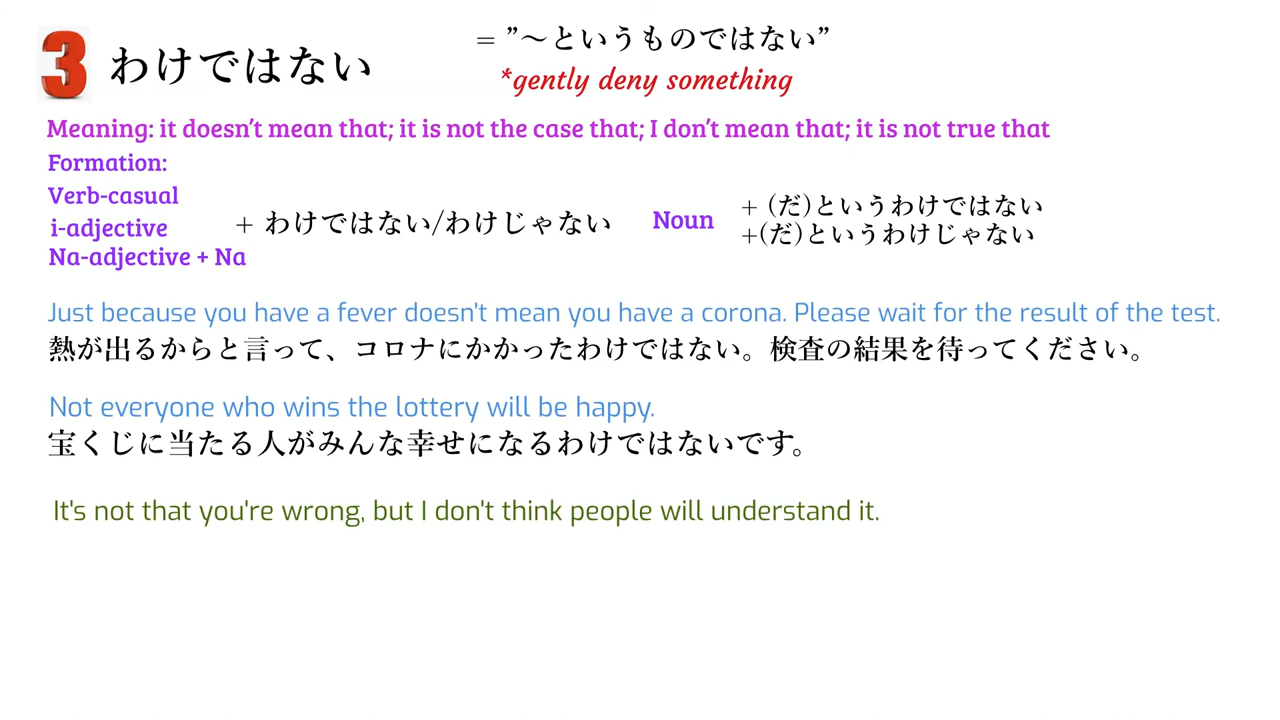 3 わけではない
= ”～というものではない”
*gently deny something
Meaning: it doesn’t mean that; it is not the case that; I don’t mean that; it is not true that
Formation:
Verb-casual
i-adjective
Na-adjective + Na
+ わけではない/わけじゃない
Noun
+ (だ)というわけではない
+(だ)というわけじゃない
Just because you have a fever doesn't mean you have a corona. Please wait for the result of the test.
熱が出るからと言って、コロナにかかったわけではない。検査の結果を待ってください。
Not everyone who wins the lottery will be happy.
宝くじに当たる人がみんな幸せになるわけではないです。
It's not that you're wrong, but I don't think people will understand it.